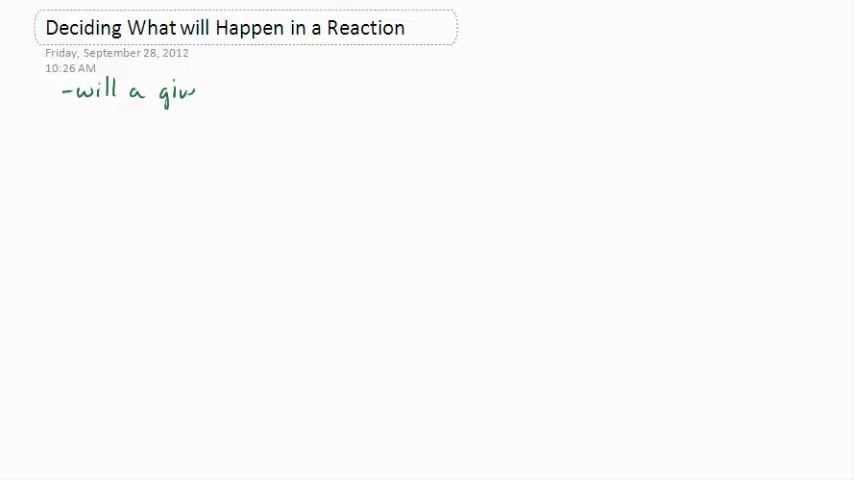 Deciding What will Happen in a Reaction
Friday, September 28, 2012
10:26 AM
-will a giv